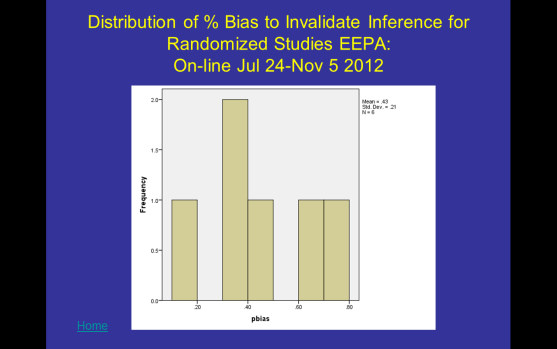 Distribution of % Bias to Invalidate Inference for
Randomized Studies EEPA:
On-line Jul 24-Nov 5 2012
Mean = .43
Std. Dev. = .21
N = 6
2.0
1.5
1.0
0.5
0.0
Frequency
.20 .40 .60 .80
pbias
Home